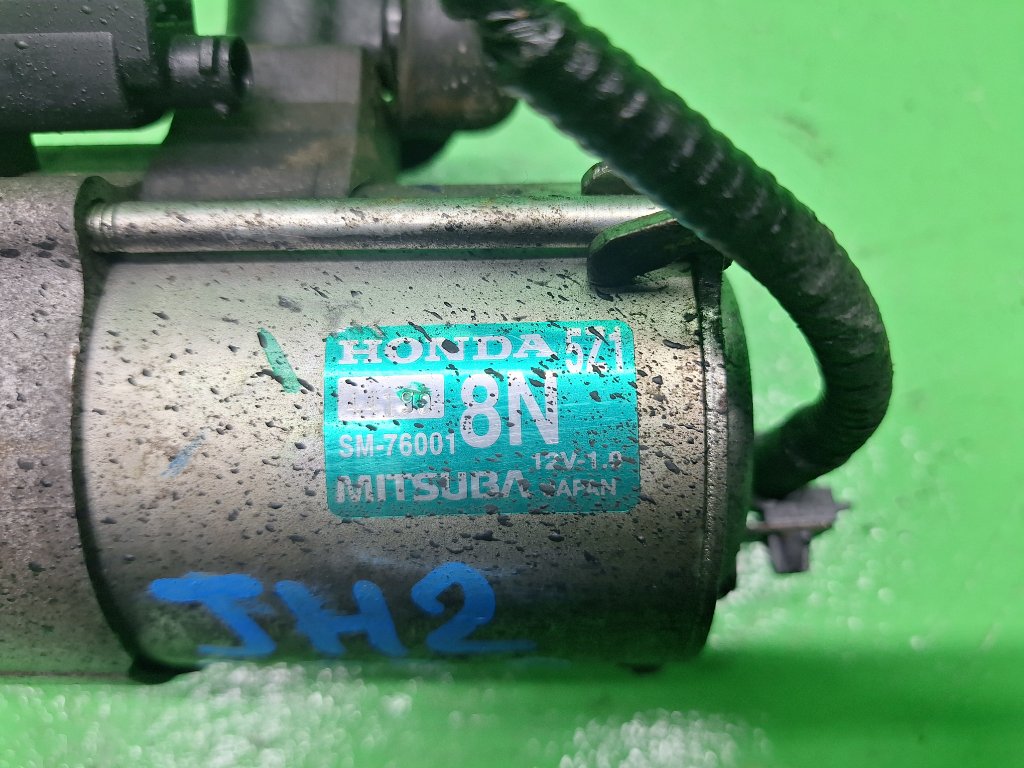 HONDA 5Z1
8N
SM-76001
12V-1.0
MITSUBA JAPAN
JH2